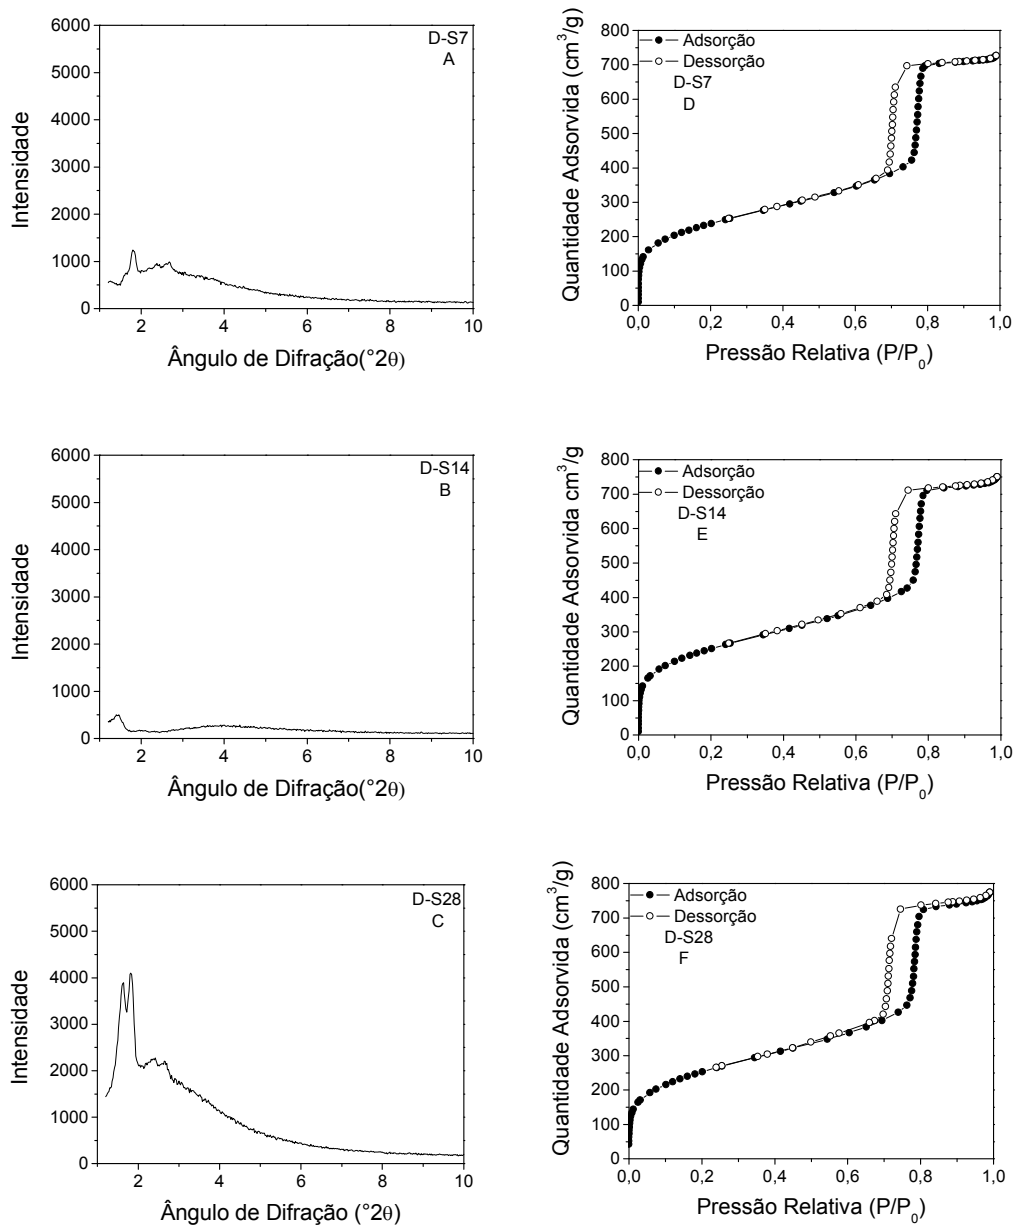 6000
5000
4000
3000
2000
1000
0
2
4
6
8
10
D-S7
A
Intensidade
Ângulo de Difração(°2θ)
800
700
600
500
400
300
200
100
0
0,0
0,2
0,4
0,6
0,8
1,0
Adsorção
Dessorção
D-S7
D
Quantidade Adsorvida (cm³/g)
Pressão Relativa (P/P₀)
6000
5000
4000
3000
2000
1000
0
2
4
6
8
10
D-S14
B
Intensidade
Ângulo de Difração(°2θ)
800
700
600
500
400
300
200
100
0
0,0
0,2
0,4
0,6
0,8
1,0
Adsorção
Dessorção
D-S14
E
Quantidade Adsorvida cm³/g)
Pressão Relativa (P/P₀)
6000
5000
4000
3000
2000
1000
0
2
4
6
8
10
D-S28
C
Intensidade
Ângulo de Difração (°2θ)
800
700
600
500
400
300
200
100
0
0,0
0,2
0,4
0,6
0,8
1,0
Adsorção
Dessorção
D-S28
F
Quantidade Adsorvida (cm³/g)
Pressão Relativa (P/P₀)